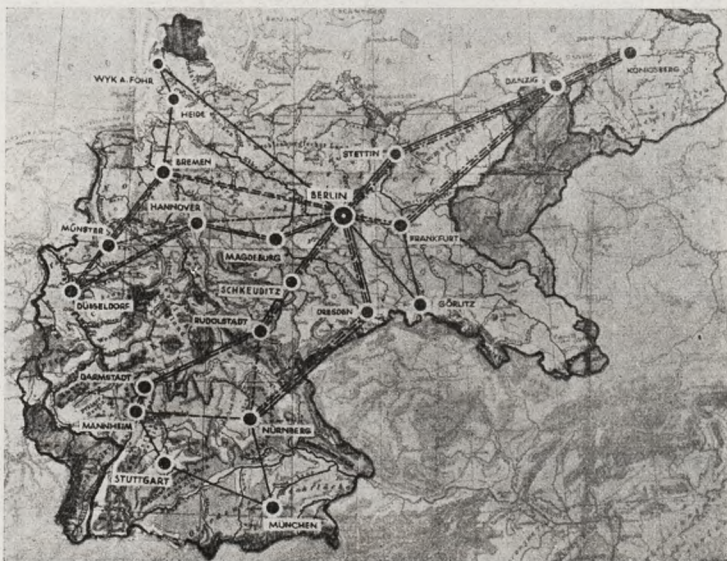 WYK A. FÖHR
HEIDE
DANZIG
KÖNIGSBERG
STETTIN
BREMEN
BERLIN
HANNOVER
MÜNSTER
FRANKFURT
MAGDEBURG
SCHKEUDITZ
DÜSSELDORF
DRESDEN
GÖRLITZ
RUDOLSTADT
DARMSTADT
MANNHEIM
NÜRNBERG
STUTTGART
MÜNCHEN